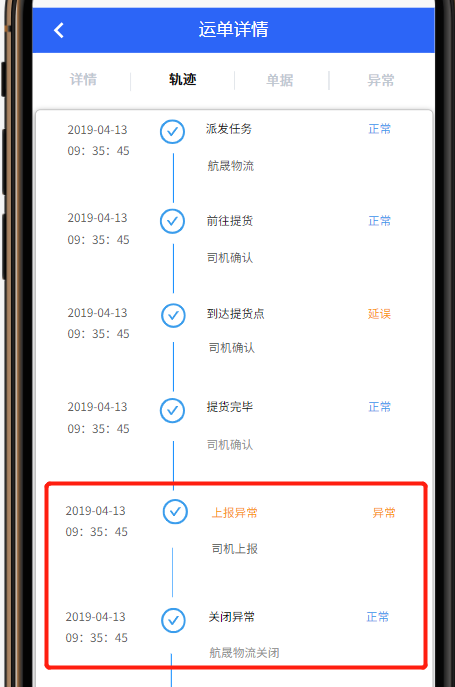 运单详情
详情 轨迹 单据 异常
2019-04-13 派发任务 正常
09：35：45
航晟物流
2019-04-13 前往提货 正常
09：35：45
司机确认
2019-04-13 到达提货点 延误
09：35：45
司机确认
2019-04-13 提货完毕 正常
09：35：45
司机确认
2019-04-13 上报异常 异常
09：35：45
司机上报
2019-04-13 关闭异常 正常
09：35：45
航晟物流关闭